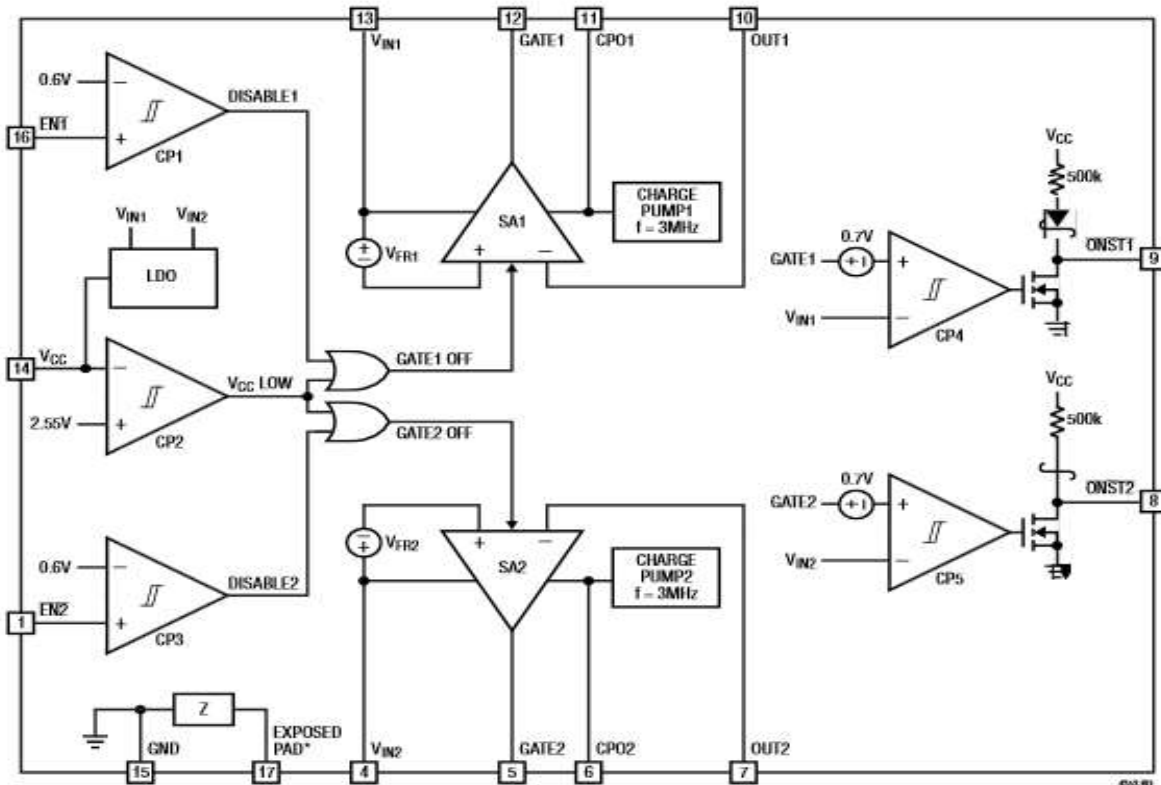 13
12
11
10
VIN1
GATE1
CPO1
OUT1
0.6V
−
DISABLE1
16
EN1
+
CP1
VCC
500k
VIN1
VIN2
LDO
SA1
+
−
CHARGE
PUMP1
f = 3MHz
+
−
VFR1
0.7V
GATE1
+
ONST1
9
VIN1
−
CP4
14
VCC
−
VCC LOW
GATE1 OFF
2.55V
+
CP2
GATE2 OFF
VCC
500k
0.7V
GATE2
+
ONST2
8
VIN2
−
CP5
−
+
VFR2
+
−
SA2
CHARGE
PUMP2
f = 3MHz
0.6V
−
DISABLE2
1
EN2
+
CP3
Z
GND
EXPOSED
PAD*
VIN2
GATE2
CPO2
OUT2
15
17
4
5
6
7